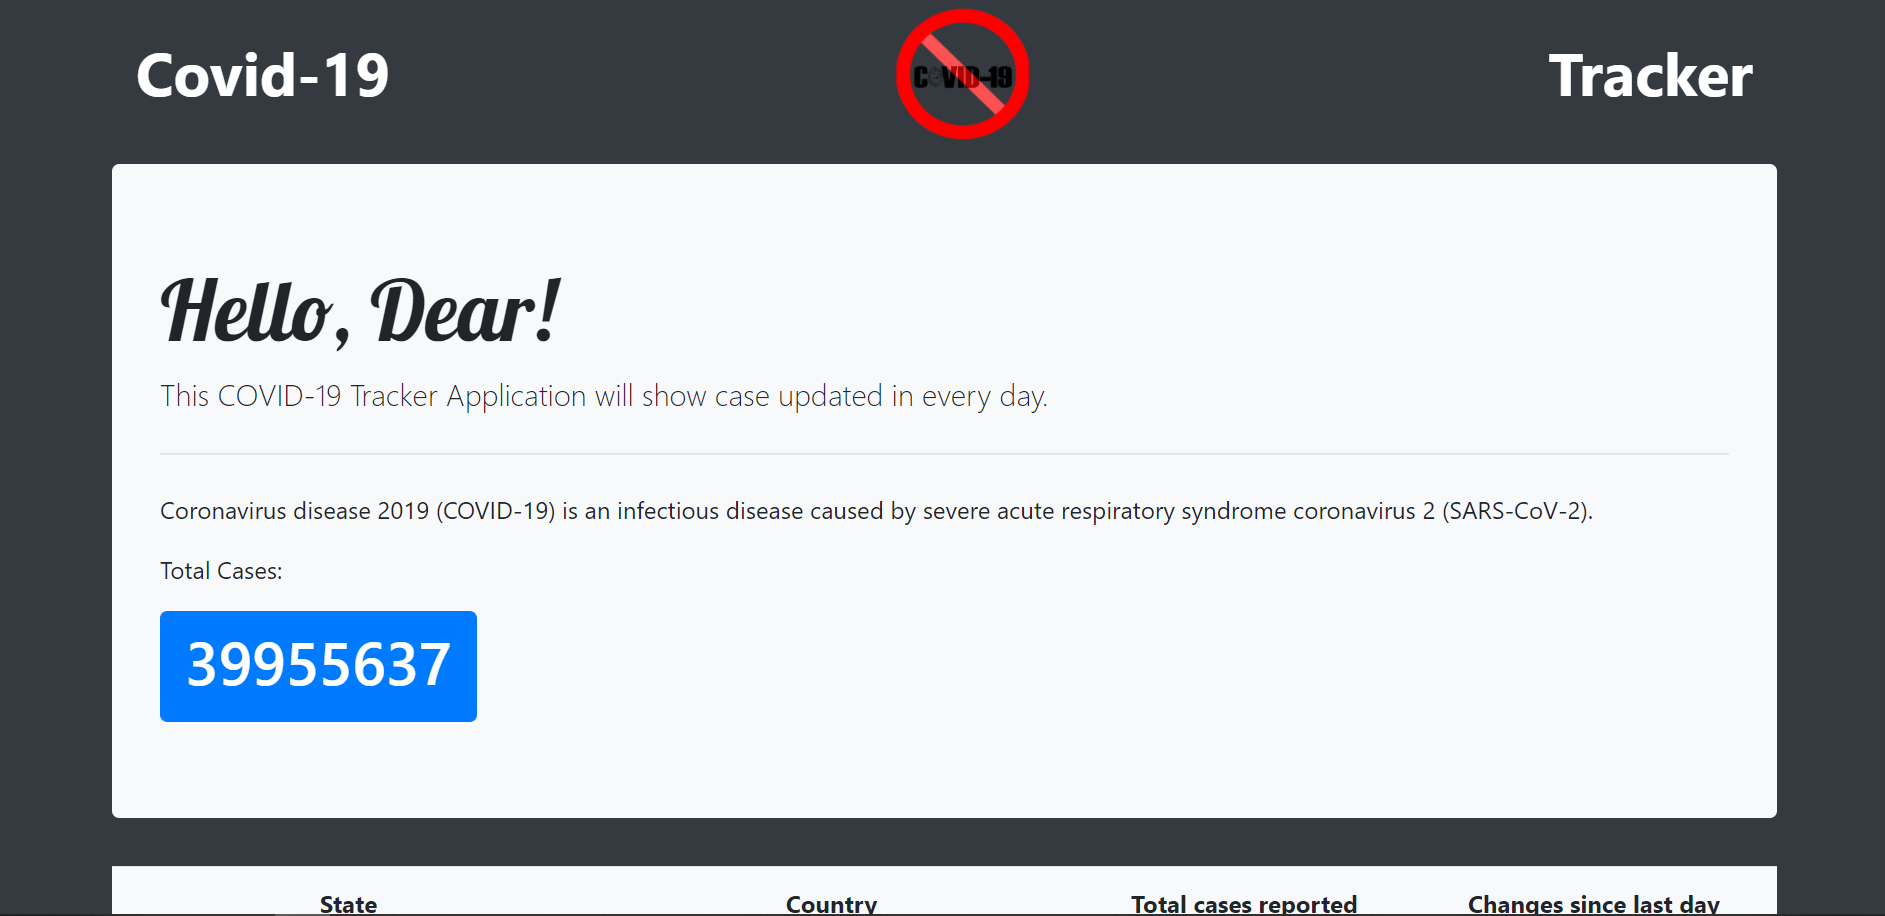 Covid-19
COVID-19
Tracker
Hello, Dear!
This COVID-19 Tracker Application will show case updated in every day.
Coronavirus disease 2019 (COVID-19) is an infectious disease caused by severe acute respiratory syndrome coronavirus 2 (SARS-CoV-2).
Total Cases:
39955637
State Country Total cases reported Changes since last day